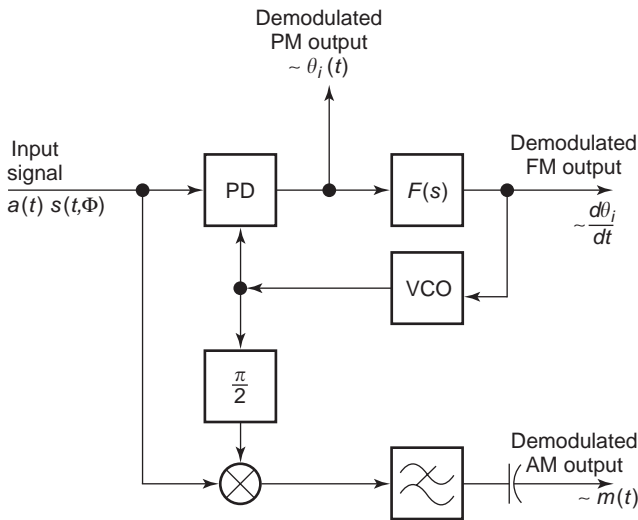 Demodulated
PM output
~ θᵢ(t)
Input
signal
a(t) s(t,Φ)
PD
F(s)
Demodulated
FM output
~ dθᵢ/dt
VCO
π/2
Demodulated
AM output
~ m(t)